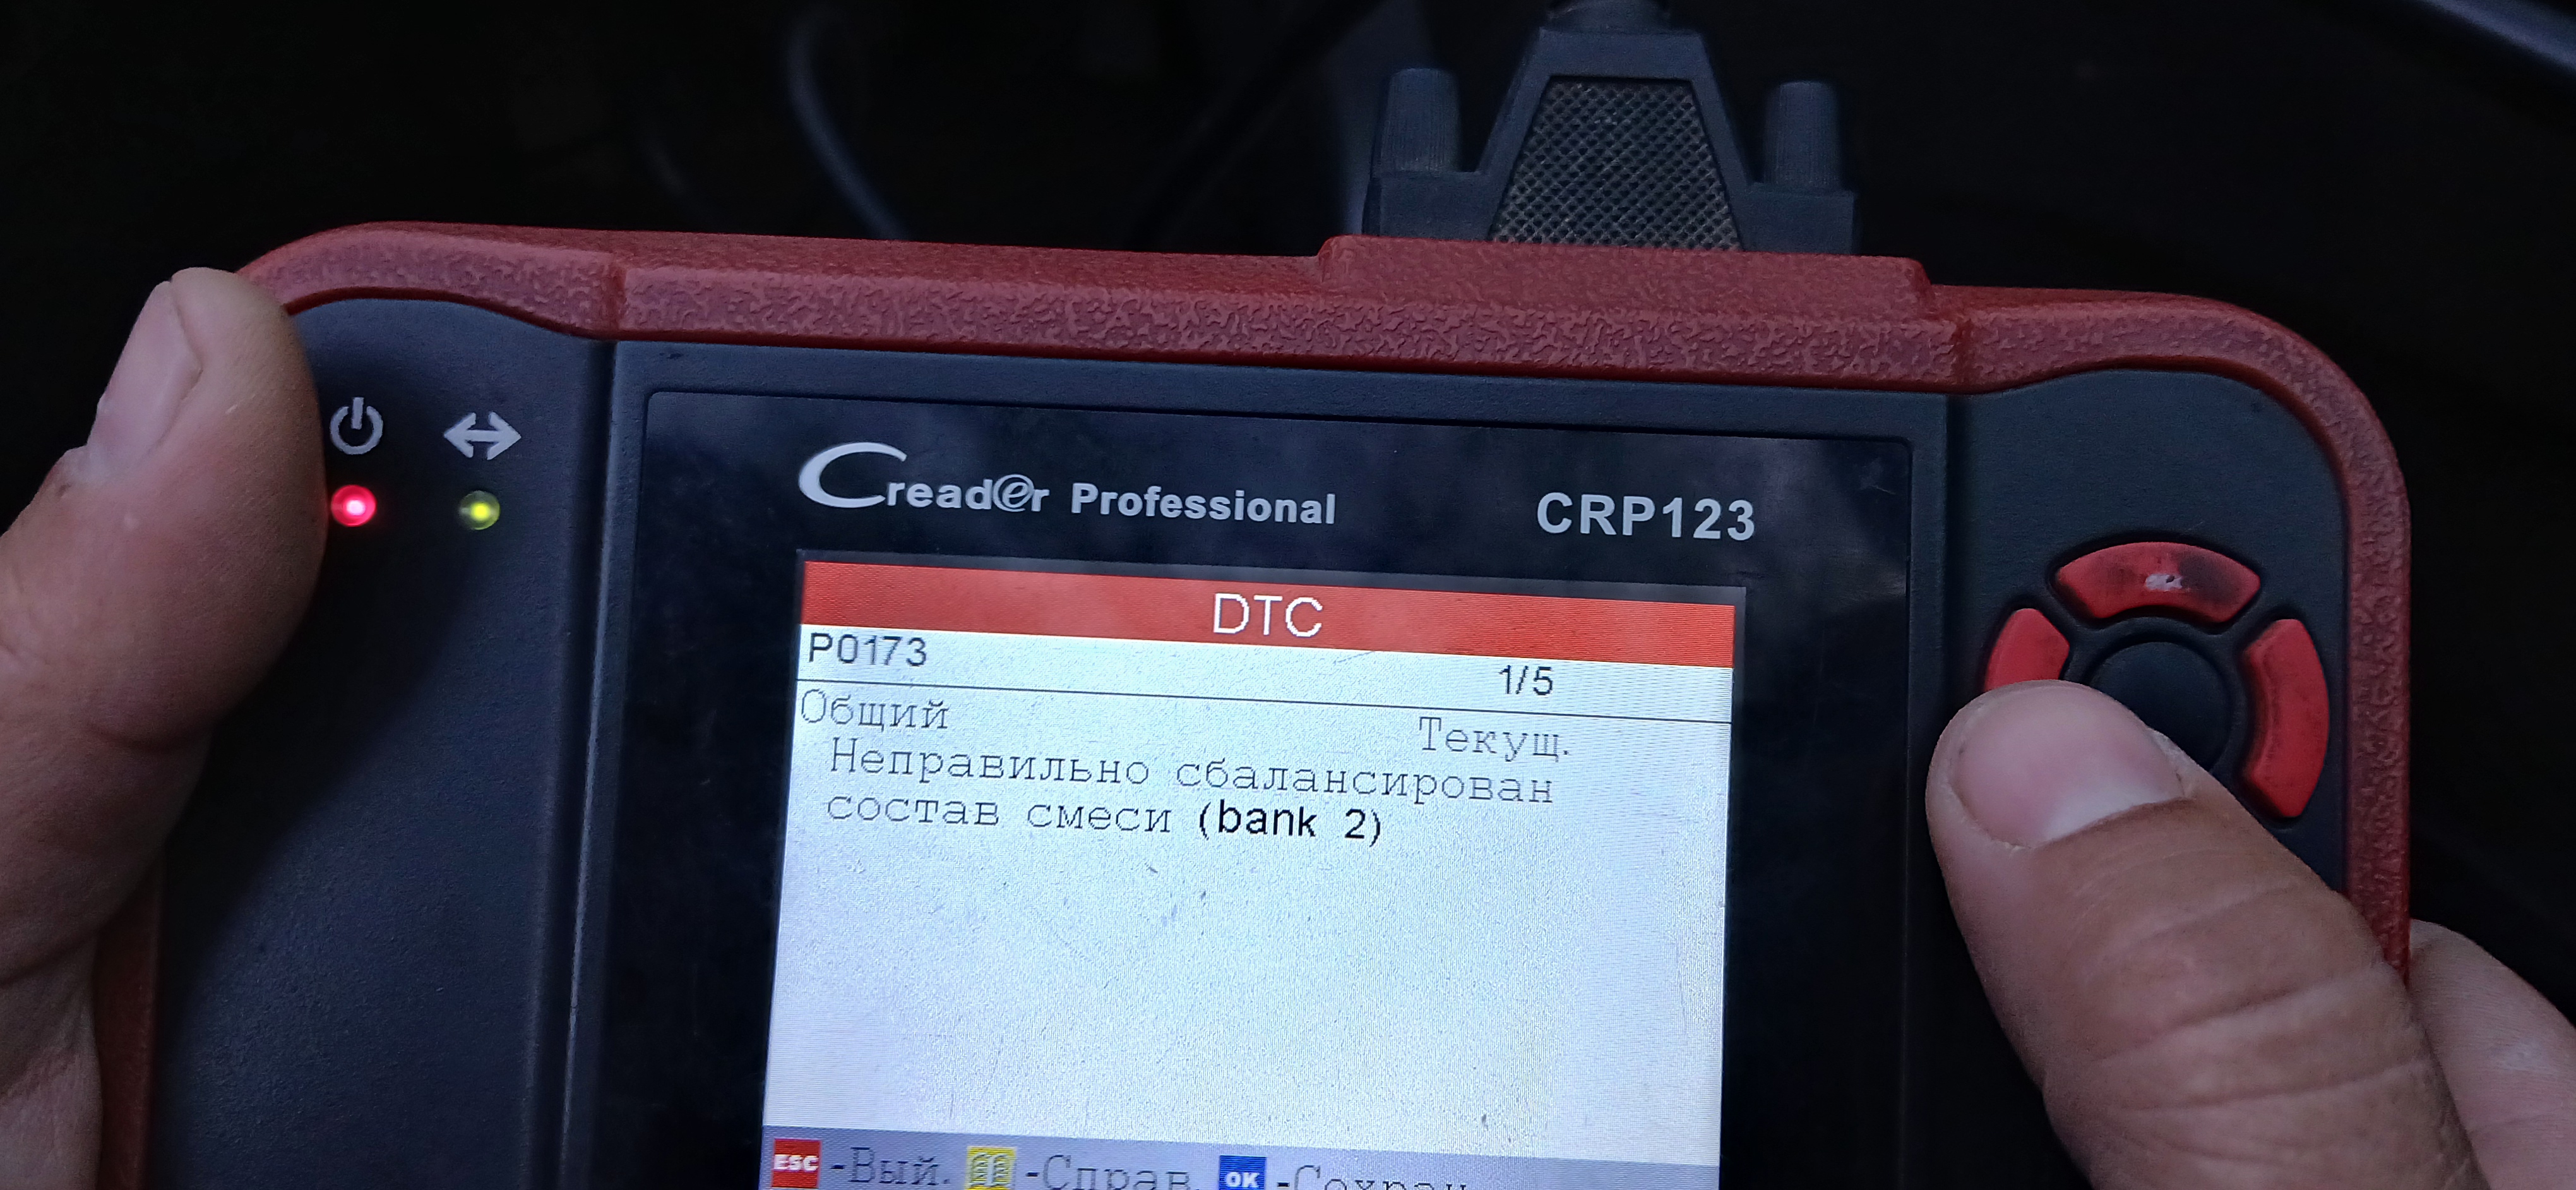 Creader Professional CRP123
DTC
P0173 1/5
Общий Текущ.
Неправильно сбалансирован
состав смеси (bank 2)
ESC -Вый. -Справ. OK -Сохран